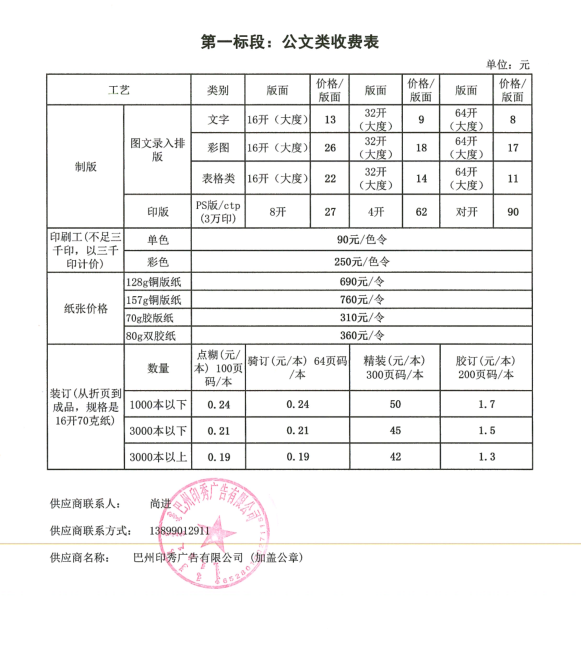 第一标段：公文类收费表
单位：元
工艺 类别 版面 价格/版面 版面 价格/版面 版面 价格/版面
制版 图文录入排版 文字 16开（大度） 13 32开（大度） 9 64开（大度） 8
彩图 16开（大度） 26 32开（大度） 18 64开（大度） 17
表格类 16开（大度） 22 32开（大度） 14 64开（大度） 11
印版 PS版/ctp(3万印) 8开 27 4开 62 对开 90
印刷工(不足三千印，以三千印计价) 单色 90元/色令
彩色 250元/色令
纸张价格 128g铜版纸 690元/令
157g铜版纸 760元/令
70g胶版纸 310元/令
80g双胶纸 360元/令
装订(从折页到成品，规格是16开70克纸) 数量 点糊(元/本) 100页码/本 骑订(元/本) 64页码/本 精装(元/本) 300页码/本 胶订(元/本) 200页码/本
1000本以下 0.24 0.24 50 1.7
3000本以下 0.21 0.21 45 1.5
3000本以上 0.19 0.19 42 1.3
供应商联系人： 尚进
供应商联系方式： 13899012911
供应商名称： 巴州印秀广告有限公司（加盖公章）
巴州印秀广告有限公司